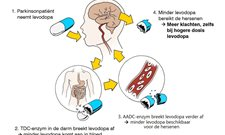 1. Parkinsonpatiënt
neemt levodopa
4. Minder levodopa
bereikt de hersenen
→ Meer klachten, zelfs
bij hogere dosis
levodopa
3. AADC-enzym breekt levodopa verder af
→ minder levodopa beschikbaar
voor de hersenen
2. TDC-enzym in de darm breekt levodopa af
→ minder levodopa komt een in bloed